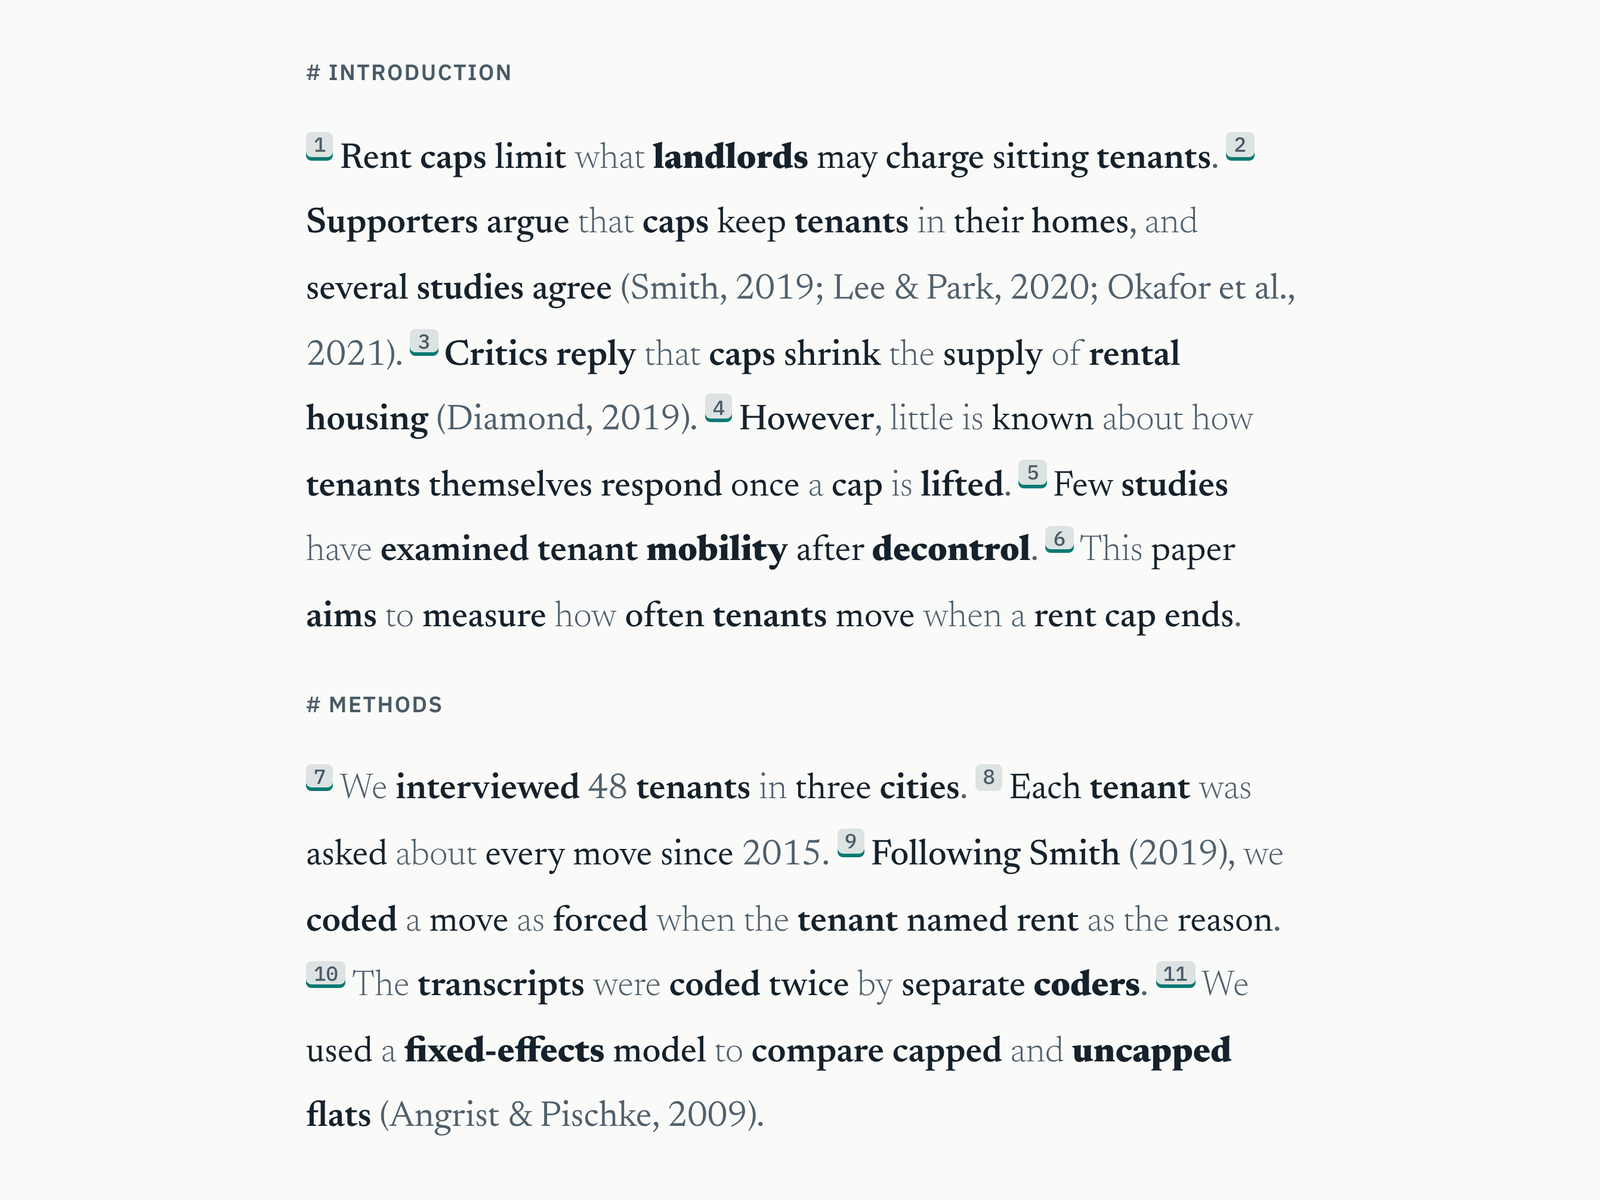 # INTRODUCTION
1 Rent caps limit what landlords may charge sitting tenants. 2
Supporters argue that caps keep tenants in their homes, and
several studies agree (Smith, 2019; Lee & Park, 2020; Okafor et al.,
2021). 3 Critics reply that caps shrink the supply of rental
housing (Diamond, 2019). 4 However, little is known about how
tenants themselves respond once a cap is lifted. 5 Few studies
have examined tenant mobility after decontrol. 6 This paper
aims to measure how often tenants move when a rent cap ends.
# METHODS
7 We interviewed 48 tenants in three cities. 8 Each tenant was
asked about every move since 2015. 9 Following Smith (2019), we
coded a move as forced when the tenant named rent as the reason.
10 The transcripts were coded twice by separate coders. 11 We
used a fixed-effects model to compare capped and uncapped
flats (Angrist & Pischke, 2009).